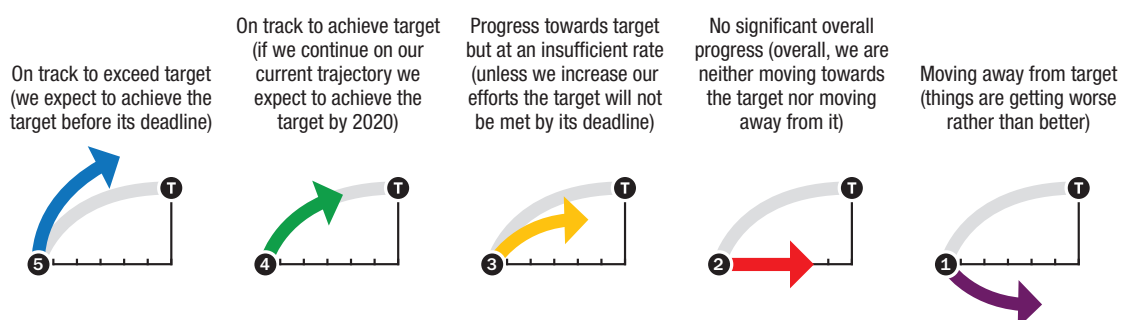 On track to exceed target
(we expect to achieve the
target before its deadline)
On track to achieve target
(if we continue on our
current trajectory we
expect to achieve the
target by 2020)
Progress towards target
but at an insufficient rate
(unless we increase our
efforts the target will not
be met by its deadline)
No significant overall
progress (overall, we are
neither moving towards
the target nor moving
away from it)
Moving away from target
(things are getting worse
rather than better)
T
5
T
4
T
3
T
2
T
1